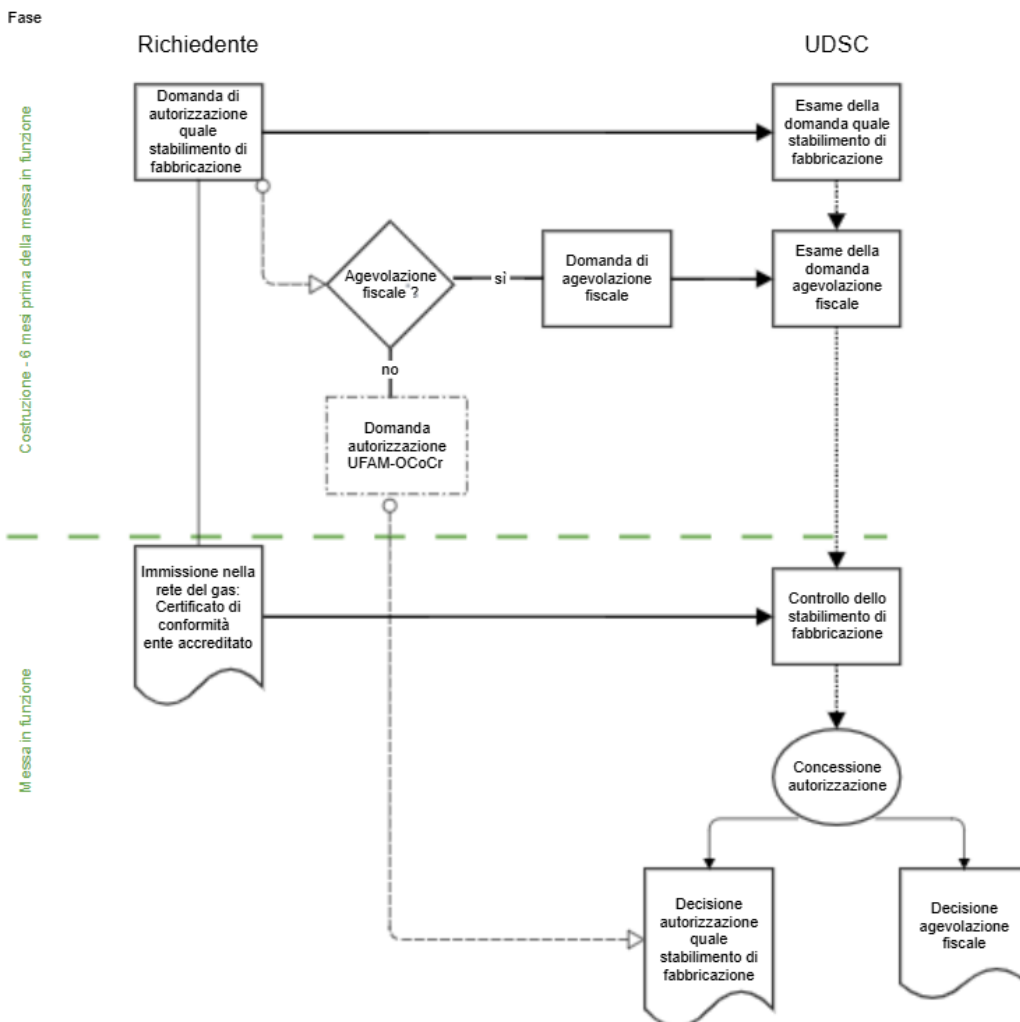 Fase
Richiedente
UDSC
Costruzione - 6 mesi prima della messa in funzione
Domanda di
autorizzazione
quale
stabilimento di
fabbricazione
Esame della
domanda quale
stabilimento di
fabbricazione
Agevolazione
fiscale*?
sì
Domanda di
agevolazione
fiscale
Esame della
domanda
agevolazione
fiscale
no
Domanda
autorizzazione
UFAM-OCoCr
Messa in funzione
Immissione nella
rete del gas:
Certificato di
conformità
ente accreditato
Controllo dello
stabilimento di
fabbricazione
Concessione
autorizzazione
Decisione
autorizzazione
quale
stabilimento di
fabbricazione
Decisione
agevolazione
fiscale